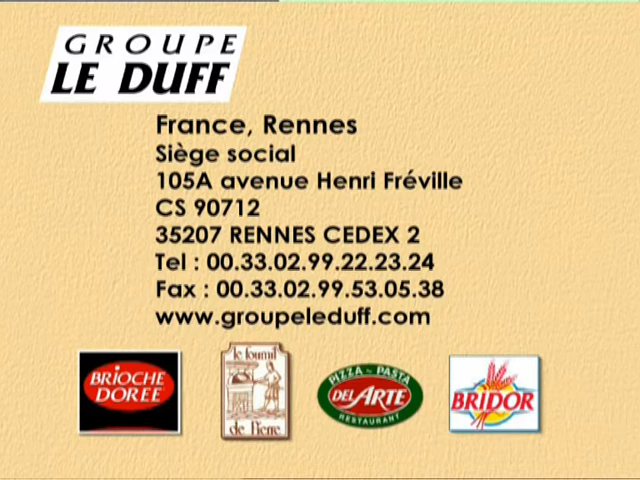 GROUPE
LE DUFF
France, Rennes
Siège social
105A avenue Henri Fréville
CS 90712
35207 RENNES CEDEX 2
Tel : 00.33.02.99.22.23.24
Fax : 00.33.02.99.53.05.38
www.groupeleduff.com
BRIOCHE
DORÉE
le fournil
de Pierre
PIZZA ~ PASTA
DEL ARTE
RESTAURANT
BRIDOR